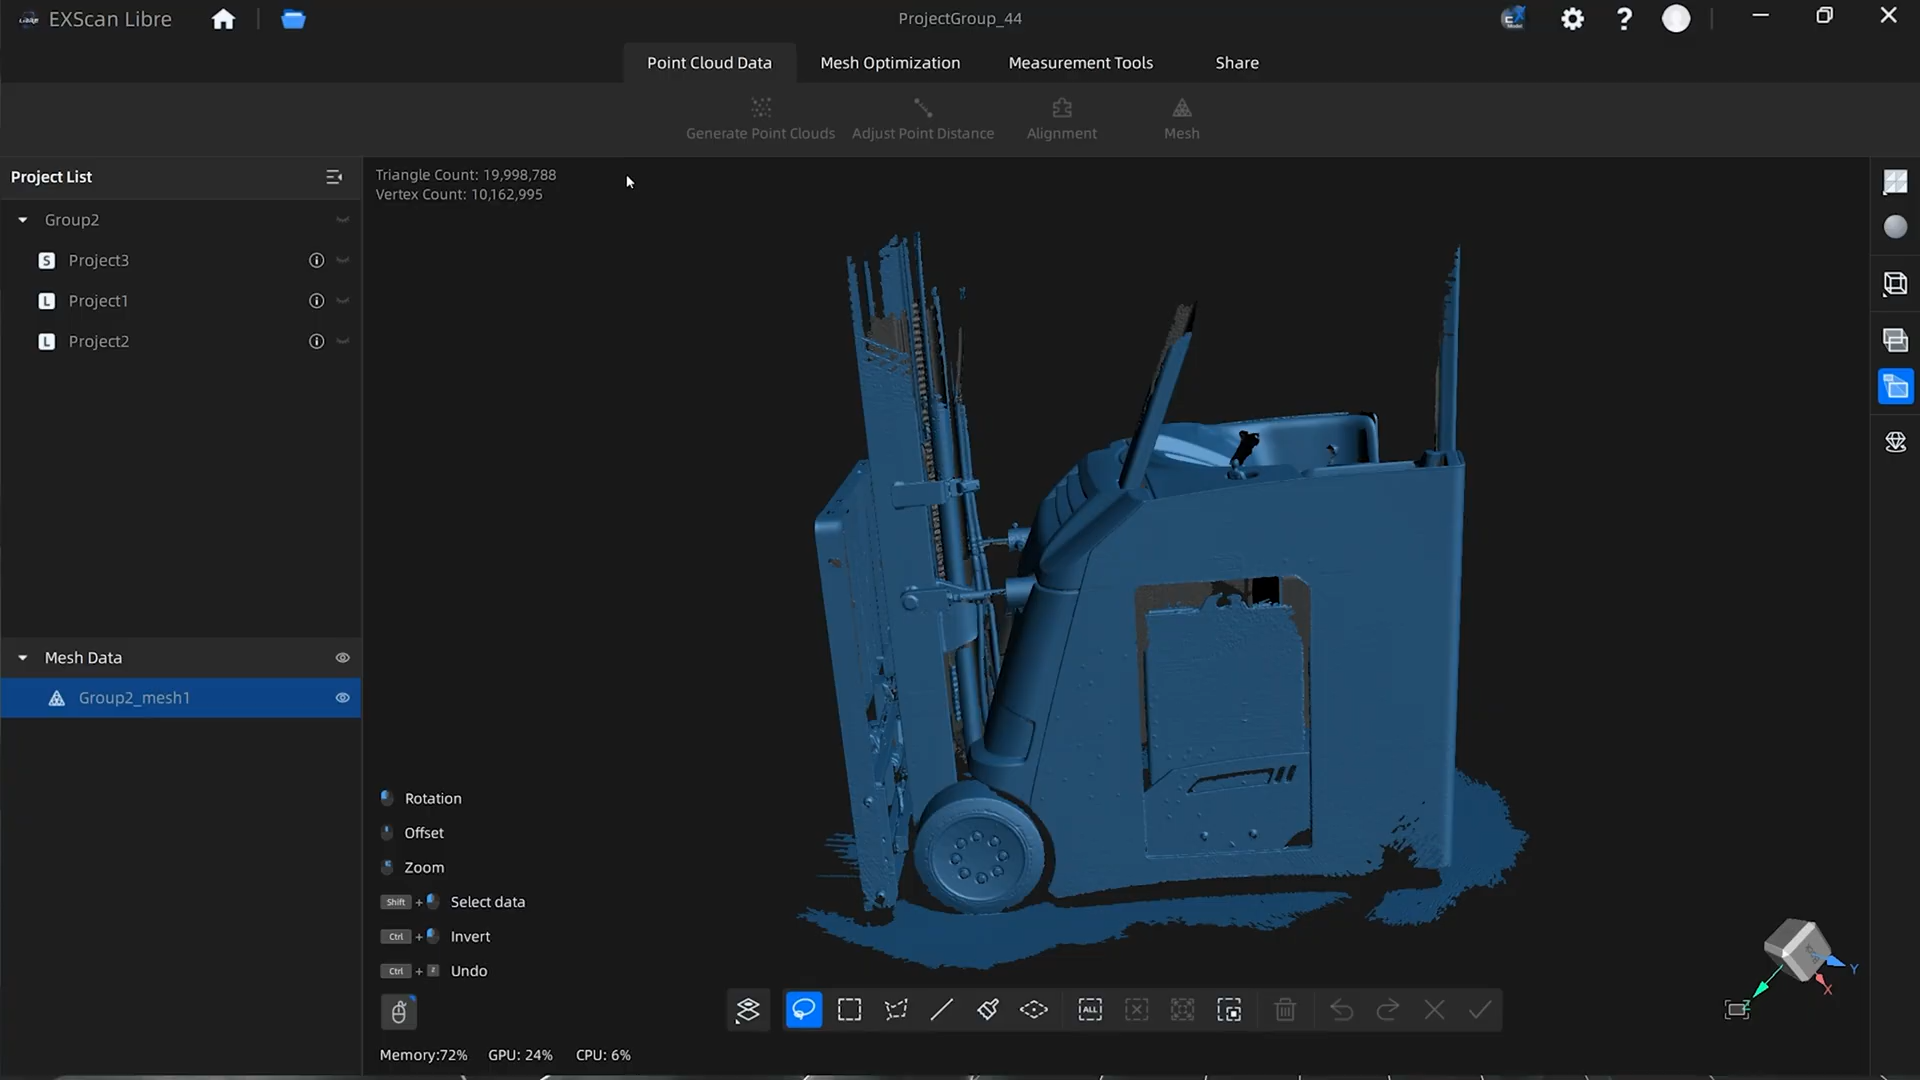 EXScan Libre
ProjectGroup_44
Point Cloud Data
Mesh Optimization
Measurement Tools
Share
Generate Point Clouds
Adjust Point Distance
Alignment
Mesh
Project List
Triangle Count: 19,998,788
Vertex Count: 10,162,995
Group2
S Project3
L Project1
L Project2
Mesh Data
Group2_mesh1
Rotation
Offset
Zoom
Shift + Select data
Ctrl + Invert
Ctrl + Z Undo
ALL
Y
X
Memory:72% GPU: 24% CPU: 6%